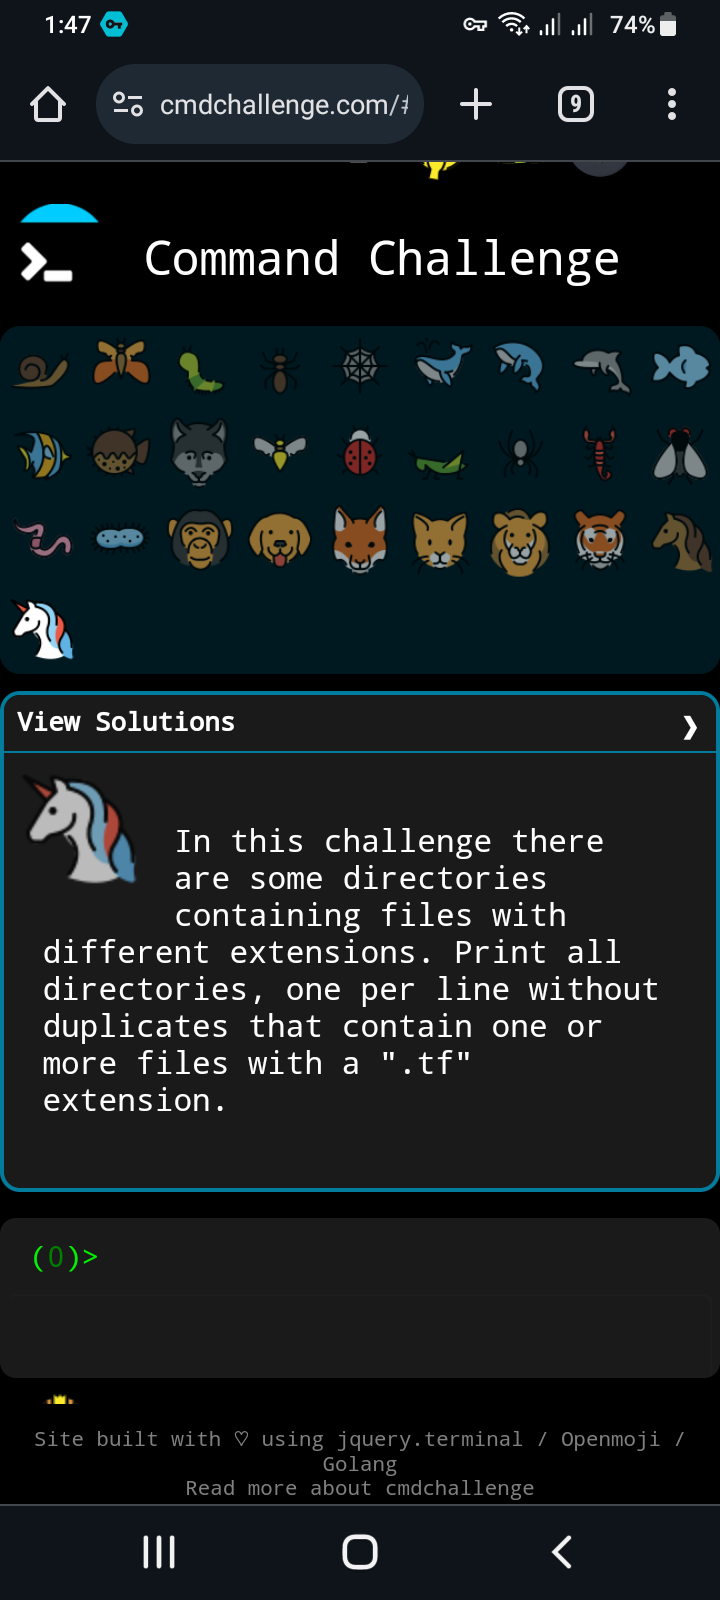 1:47
74%
cmdchallenge.com/#
9
Command Challenge
View Solutions
In this challenge there
are some directories
containing files with
different extensions. Print all
directories, one per line without
duplicates that contain one or
more files with a ".tf"
extension.
(0)>
Site built with ♡ using jquery.terminal / Openmoji /
Golang
Read more about cmdchallenge